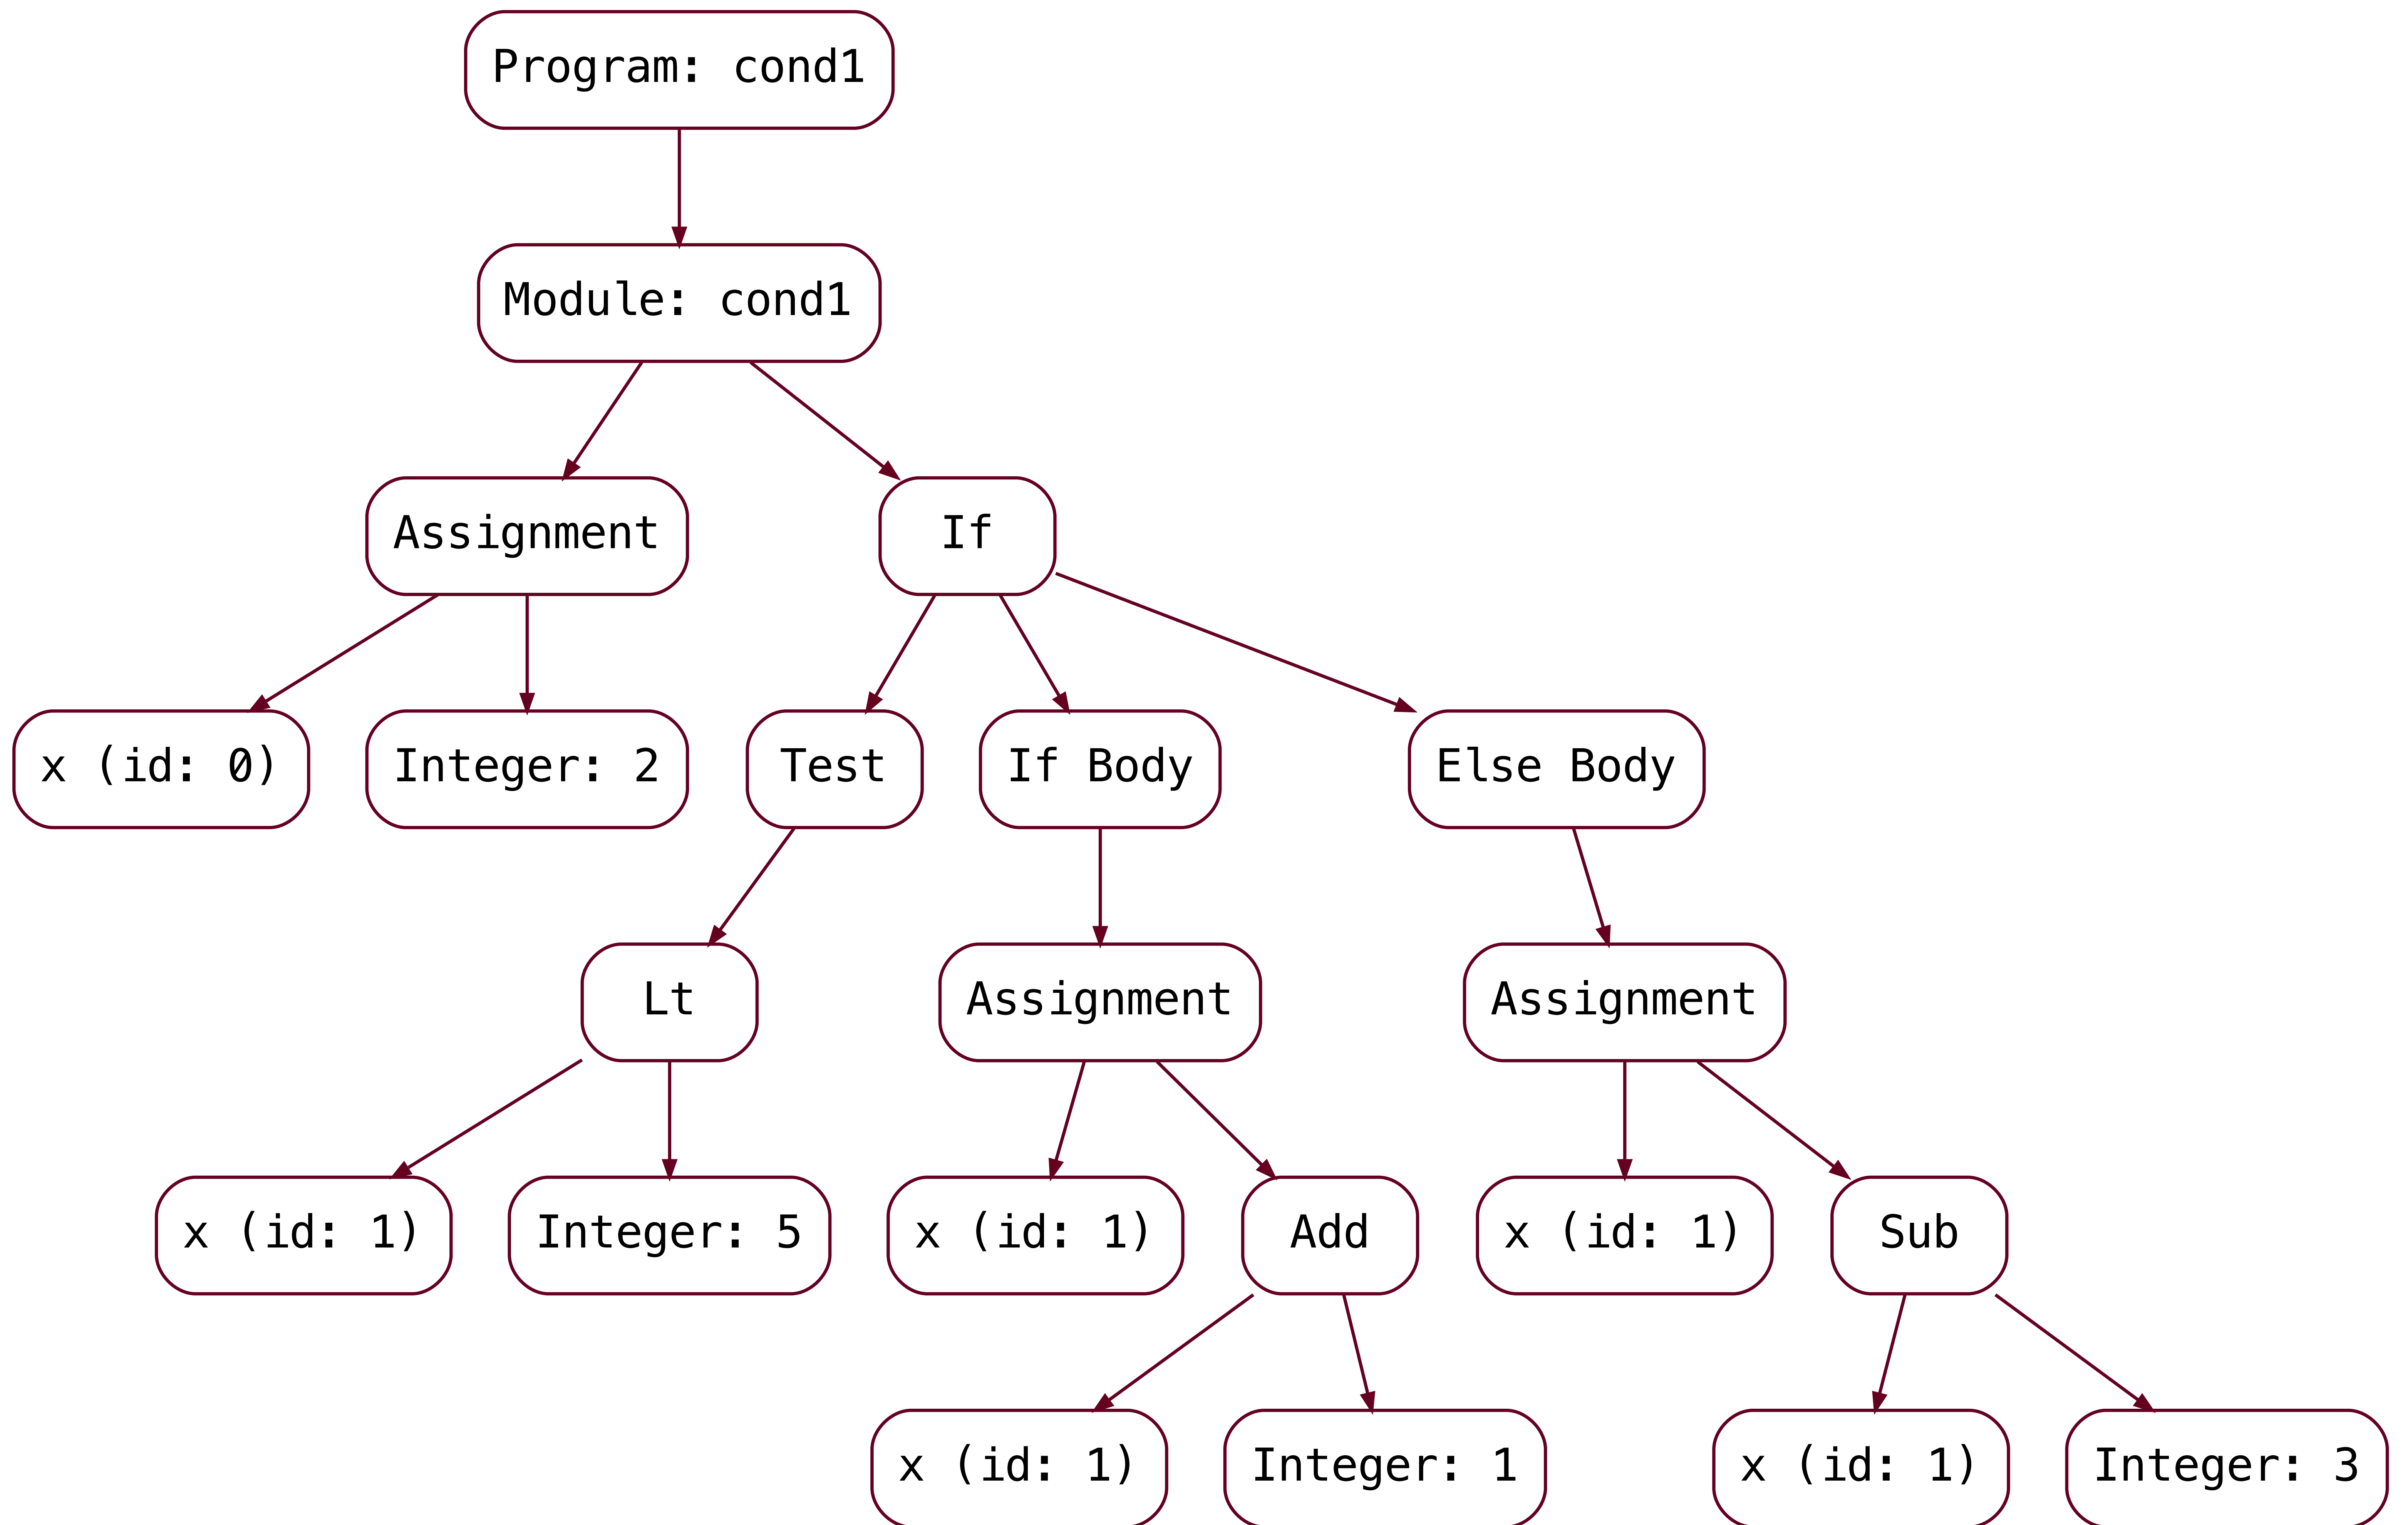 Program: cond1
Module: cond1
Assignment
If
x (id: 0)
Integer: 2
Test
If Body
Else Body
Lt
Assignment
Assignment
x (id: 1)
Integer: 5
x (id: 1)
Add
x (id: 1)
Sub
x (id: 1)
Integer: 1
x (id: 1)
Integer: 3